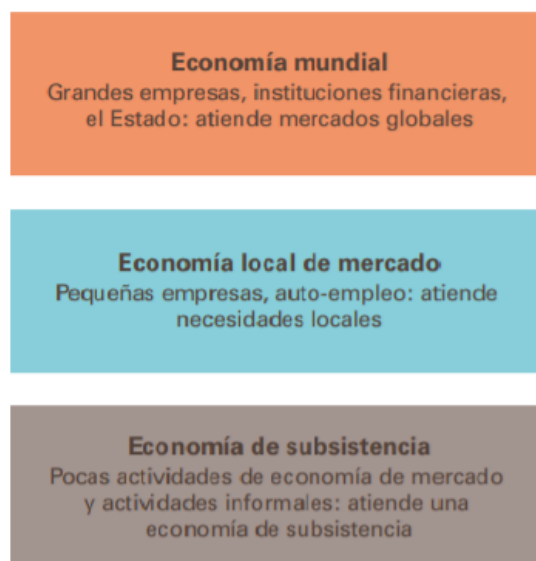 Economía mundial
Grandes empresas, instituciones financieras,
el Estado: atiende mercados globales
Economía local de mercado
Pequeñas empresas, auto-empleo: atiende
necesidades locales
Economía de subsistencia
Pocas actividades de economía de mercado
y actividades informales: atiende una
economía de subsistencia